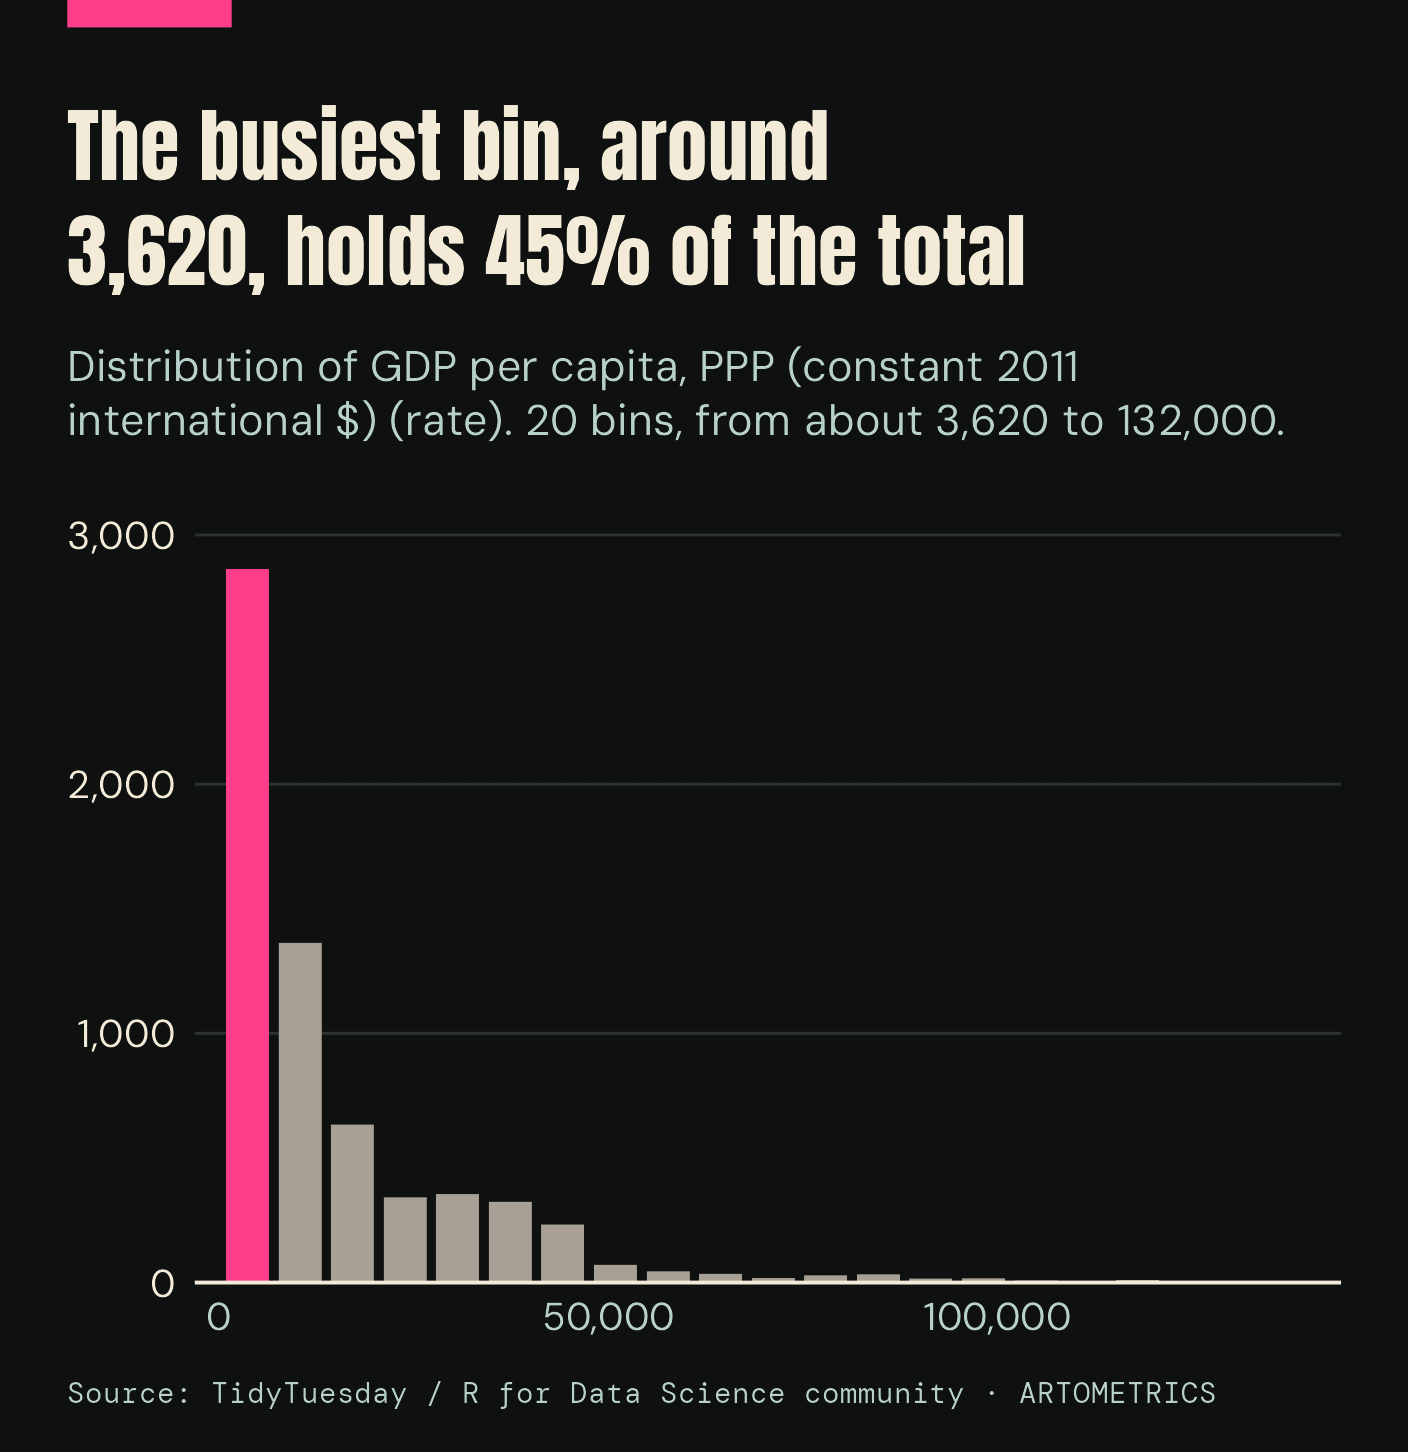 The busiest bin, around
3,620, holds 45% of the total
Distribution of GDP per capita, PPP (constant 2011
international $) (rate). 20 bins, from about 3,620 to 132,000.
3,000
2,000
1,000
0
0 50,000 100,000
Source: TidyTuesday / R for Data Science community · ARTOMETRICS